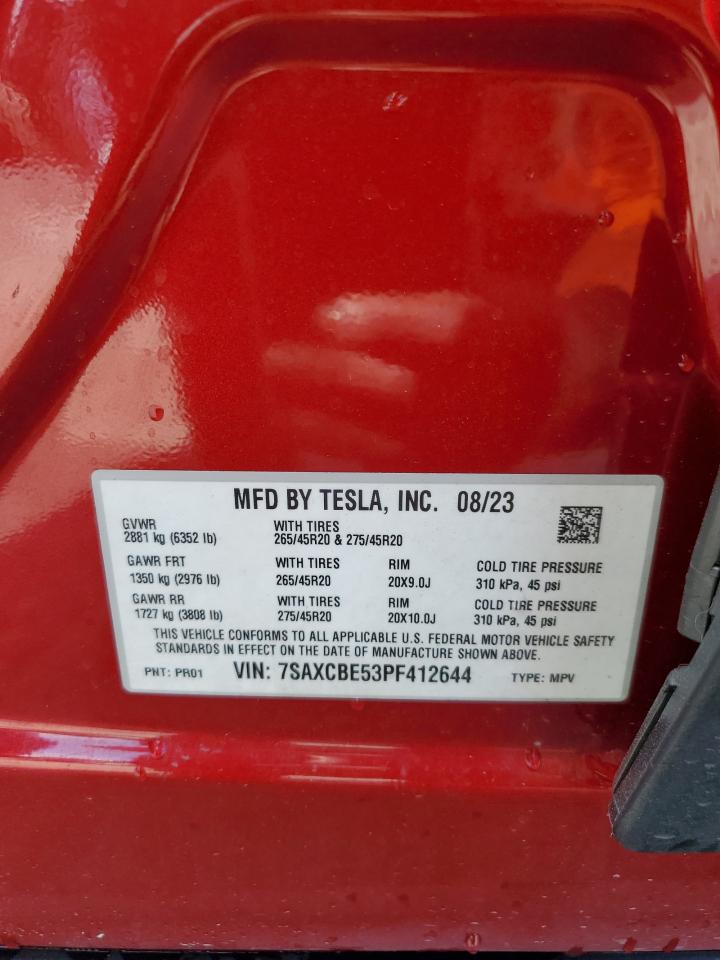 MFD BY TESLA, INC. 08/23
GVWR WITH TIRES
2881 kg (6352 lb) 265/45R20 & 275/45R20
GAWR FRT WITH TIRES RIM COLD TIRE PRESSURE
1350 kg (2976 lb) 265/45R20 20X9.0J 310 kPa, 45 psi
GAWR RR WITH TIRES RIM COLD TIRE PRESSURE
1727 kg (3808 lb) 275/45R20 20X10.0J 310 kPa, 45 psi
THIS VEHICLE CONFORMS TO ALL APPLICABLE U.S. FEDERAL MOTOR VEHICLE SAFETY
STANDARDS IN EFFECT ON THE DATE OF MANUFACTURE SHOWN ABOVE.
PNT: PR01 VIN: 7SAXCBE53PF412644 TYPE: MPV